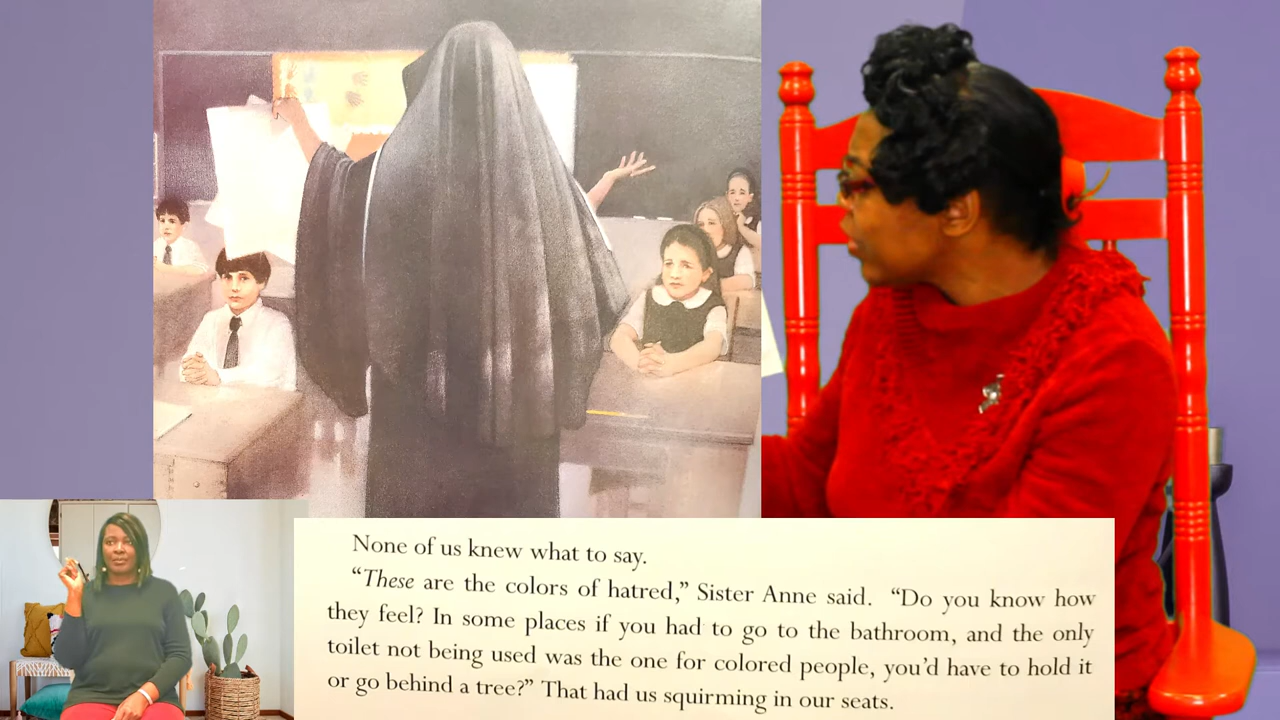 None of us knew what to say.
“These are the colors of hatred,” Sister Anne said. “Do you know how
they feel? In some places if you had to go to the bathroom, and the only
toilet not being used was the one for colored people, you’d have to hold it
or go behind a tree?” That had us squirming in our seats.